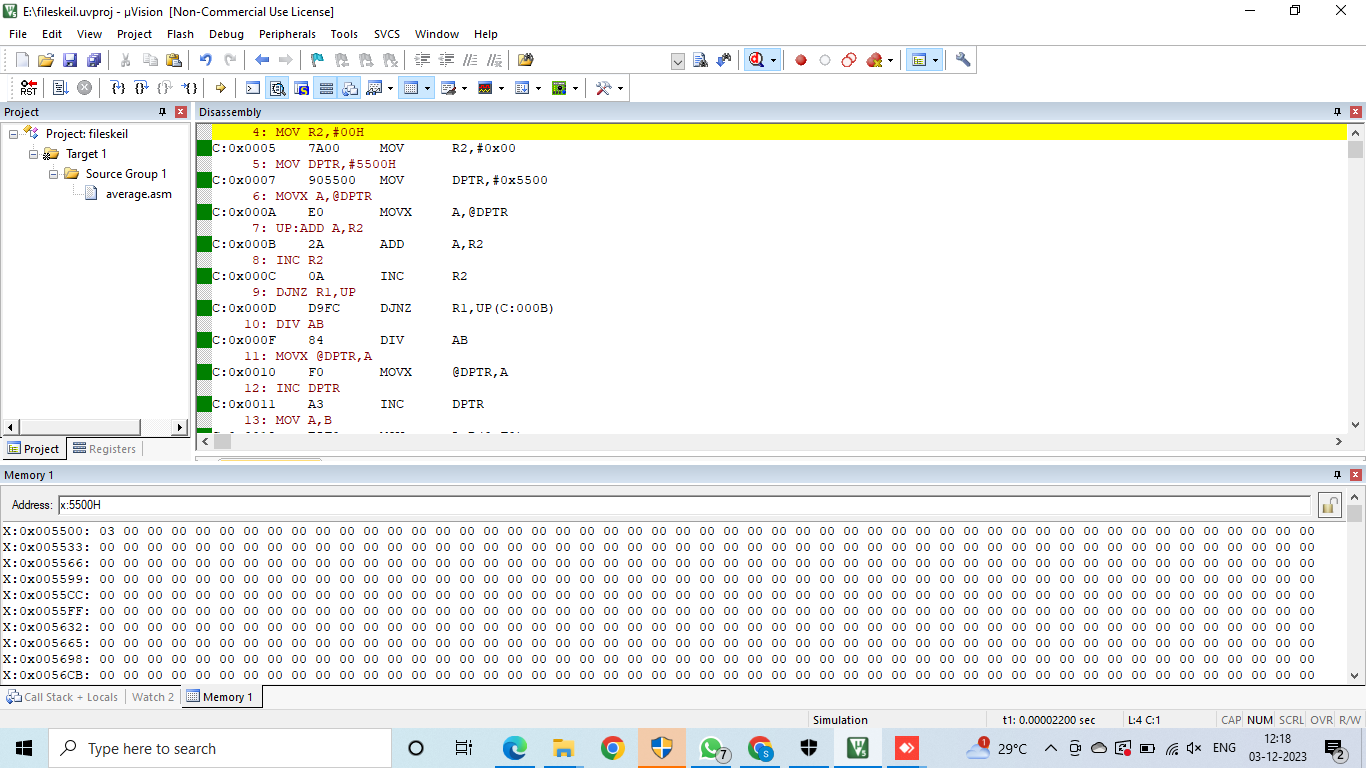 E:\fileskeil.uvproj - µVision [Non-Commercial Use License]
File Edit View Project Flash Debug Peripherals Tools SVCS Window Help
RST
Project
Project: fileskeil
Target 1
Source Group 1
average.asm
Project Registers
Disassembly
4: MOV R2,#00H
C:0x0005 7A00 MOV R2,#0x00
5: MOV DPTR,#5500H
C:0x0007 905500 MOV DPTR,#0x5500
6: MOVX A,@DPTR
C:0x000A E0 MOVX A,@DPTR
7: UP:ADD A,R2
C:0x000B 2A ADD A,R2
8: INC R2
C:0x000C 0A INC R2
9: DJNZ R1,UP
C:0x000D D9FC DJNZ R1,UP(C:000B)
10: DIV AB
C:0x000F 84 DIV AB
11: MOVX @DPTR,A
C:0x0010 F0 MOVX @DPTR,A
12: INC DPTR
C:0x0011 A3 INC DPTR
13: MOV A,B
Memory 1
Address: x:5500H
X:0x005500: 03 00 00 00 00 00 00 00 00 00 00 00 00 00 00 00 00 00 00 00 00 00 00 00 00 00 00 00 00 00 00 00 00 00 00 00 00 00 00 00 00 00 00 00 00 00 00 00 00 00 00
X:0x005533: 00 00 00 00 00 00 00 00 00 00 00 00 00 00 00 00 00 00 00 00 00 00 00 00 00 00 00 00 00 00 00 00 00 00 00 00 00 00 00 00 00 00 00 00 00 00 00 00 00 00 00
X:0x005566: 00 00 00 00 00 00 00 00 00 00 00 00 00 00 00 00 00 00 00 00 00 00 00 00 00 00 00 00 00 00 00 00 00 00 00 00 00 00 00 00 00 00 00 00 00 00 00 00 00 00 00
X:0x005599: 00 00 00 00 00 00 00 00 00 00 00 00 00 00 00 00 00 00 00 00 00 00 00 00 00 00 00 00 00 00 00 00 00 00 00 00 00 00 00 00 00 00 00 00 00 00 00 00 00 00 00
X:0x0055CC: 00 00 00 00 00 00 00 00 00 00 00 00 00 00 00 00 00 00 00 00 00 00 00 00 00 00 00 00 00 00 00 00 00 00 00 00 00 00 00 00 00 00 00 00 00 00 00 00 00 00 00
X:0x0055FF: 00 00 00 00 00 00 00 00 00 00 00 00 00 00 00 00 00 00 00 00 00 00 00 00 00 00 00 00 00 00 00 00 00 00 00 00 00 00 00 00 00 00 00 00 00 00 00 00 00 00 00
X:0x005632: 00 00 00 00 00 00 00 00 00 00 00 00 00 00 00 00 00 00 00 00 00 00 00 00 00 00 00 00 00 00 00 00 00 00 00 00 00 00 00 00 00 00 00 00 00 00 00 00 00 00 00
X:0x005665: 00 00 00 00 00 00 00 00 00 00 00 00 00 00 00 00 00 00 00 00 00 00 00 00 00 00 00 00 00 00 00 00 00 00 00 00 00 00 00 00 00 00 00 00 00 00 00 00 00 00 00
X:0x005698: 00 00 00 00 00 00 00 00 00 00 00 00 00 00 00 00 00 00 00 00 00 00 00 00 00 00 00 00 00 00 00 00 00 00 00 00 00 00 00 00 00 00 00 00 00 00 00 00 00 00 00
X:0x0056CB: 00 00 00 00 00 00 00 00 00 00 00 00 00 00 00 00 00 00 00 00 00 00 00 00 00 00 00 00 00 00 00 00 00 00 00 00 00 00 00 00 00 00 00 00 00 00 00 00 00 00 00
Call Stack + Locals Watch 2 Memory 1
Simulation t1: 0.00002200 sec L:4 C:1 CAP NUM SCRL OVR R/W
Type here to search 7 S 1 29°C ENG 12:18
03-12-2023 2